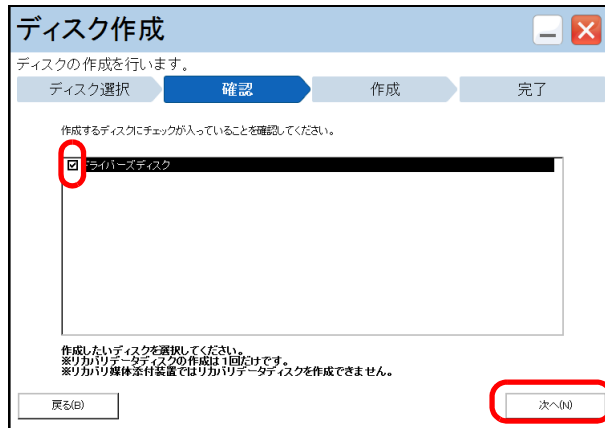 ディスク作成
ディスクの作成を行います。
ディスク選択 確認 作成 完了
作成するディスクにチェックが入っていることを確認してください。
ドライバーズディスク
作成したいディスクを選択してください。
※リカバリデータディスクの作成は1回だけです。
※リカバリ媒体添付装置ではリカバリデータディスクを作成できません。
戻る(B) 次へ(N)